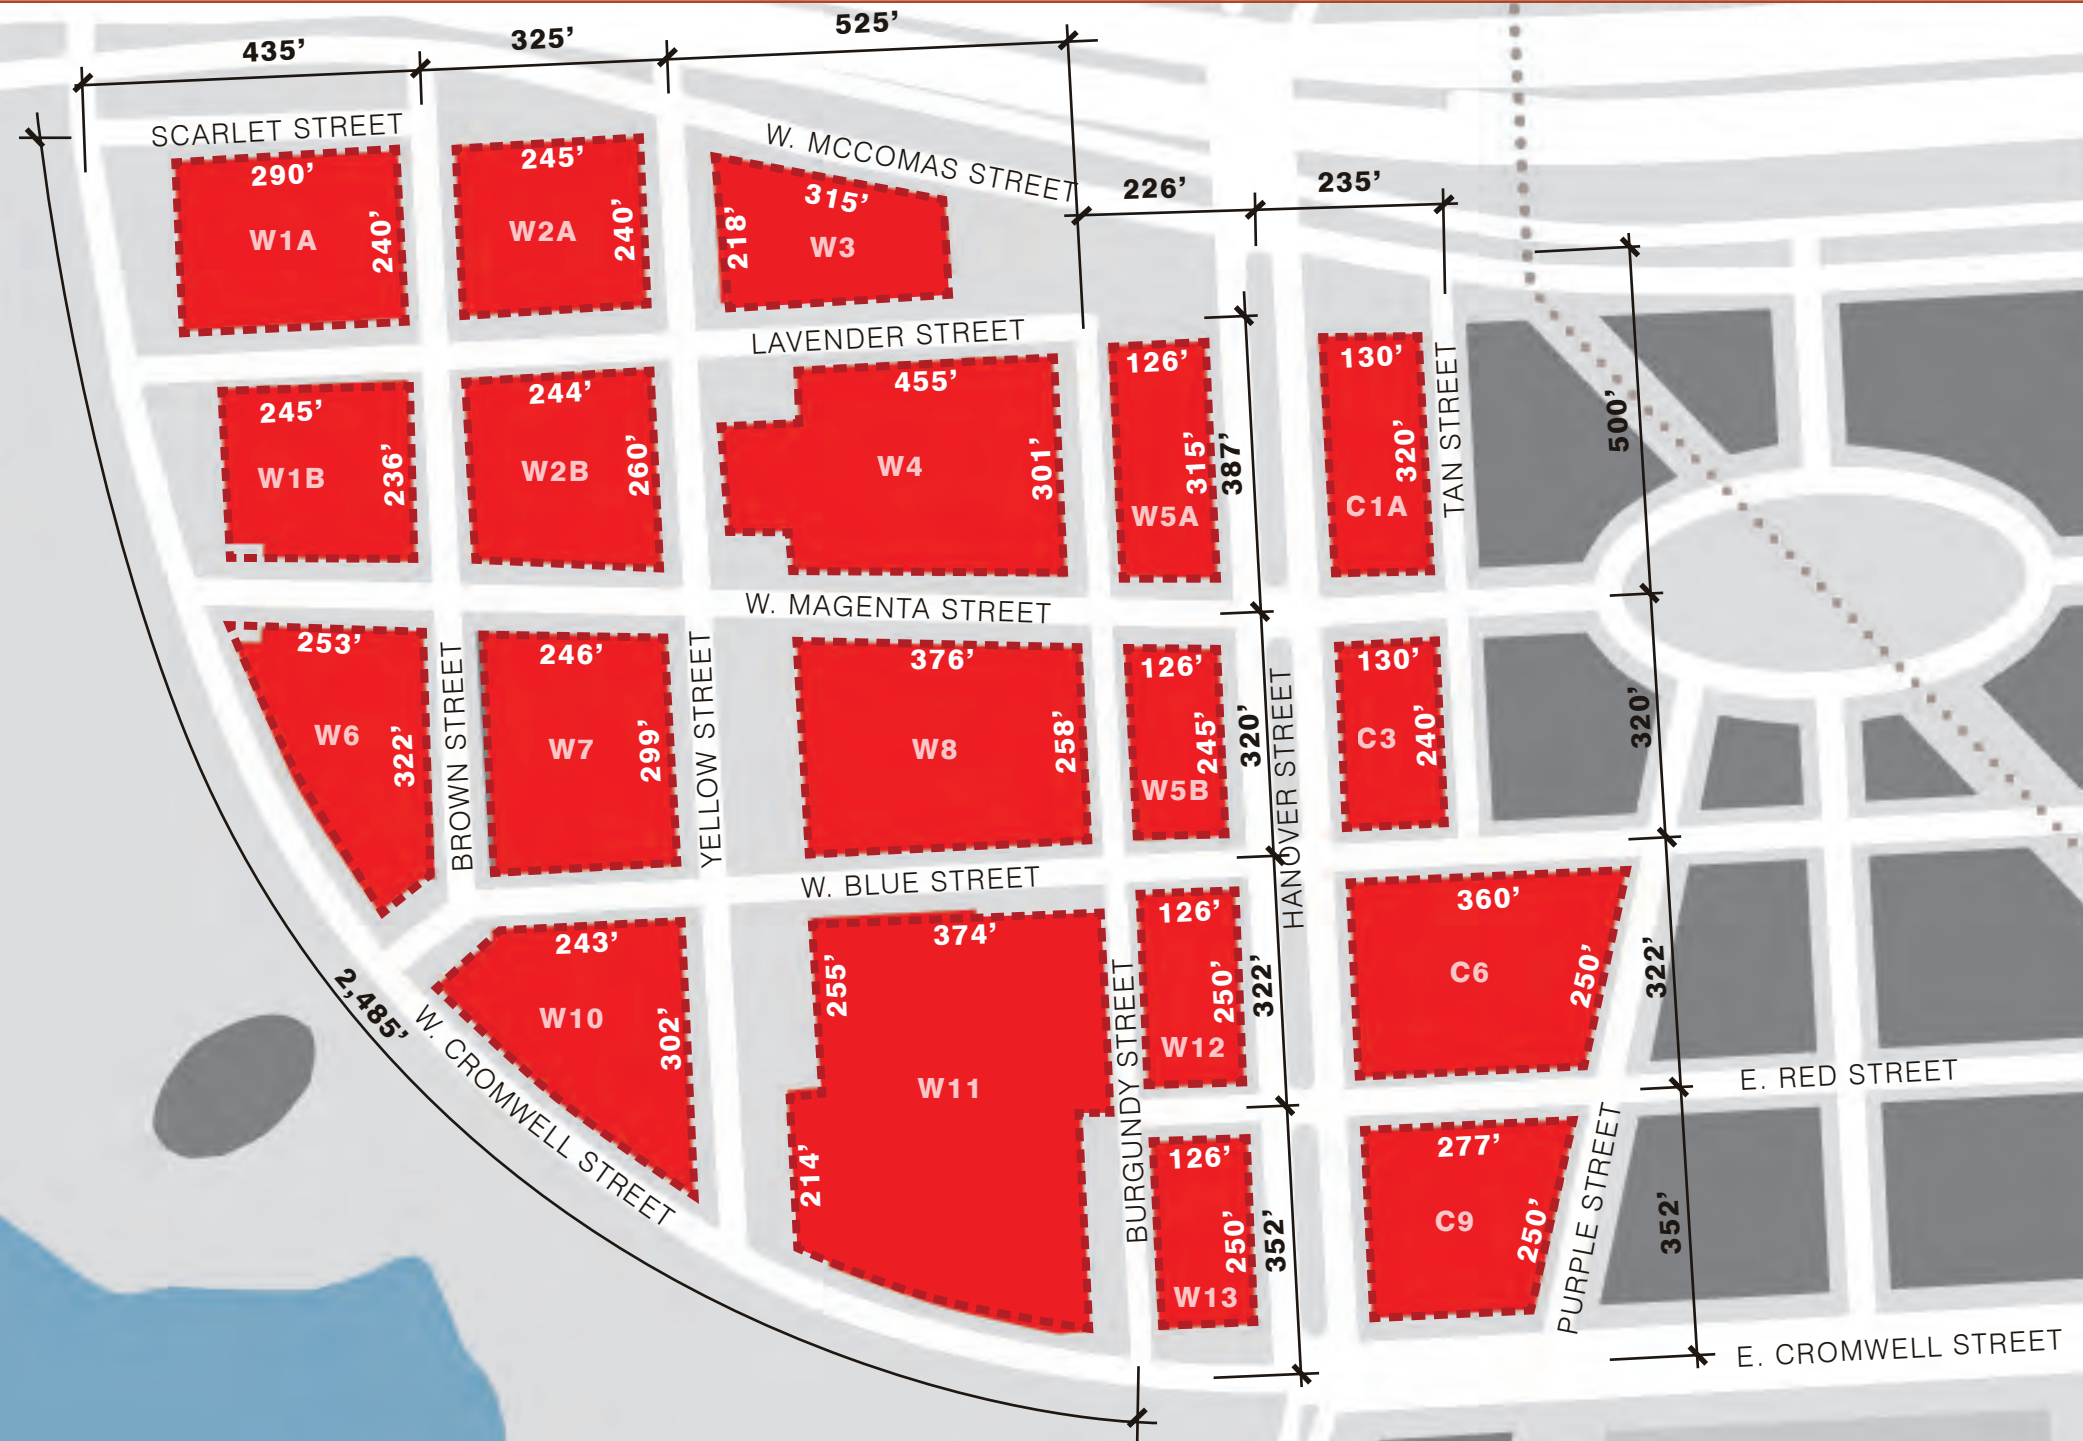 435’
325’
525’
SCARLET STREET
W. MCCOMAS STREET
226’
235’
290’
W1A
240’
245’
W2A
240’
315’
218’
W3
LAVENDER STREET
500’
245’
W1B
236’
244’
W2B
260’
455’
W4
301’
126’
315’
W5A
387’
130’
320’
C1A
TAN STREET
W. MAGENTA STREET
253’
W6
322’
BROWN STREET
246’
W7
299’
YELLOW STREET
376’
W8
258’
126’
245’
W5B
320’
HANOVER STREET
130’
C3
240’
320’
W. BLUE STREET
2,485’
W. CROMWELL STREET
243’
W10
302’
374’
255’
W11
214’
BURGUNDY STREET
126’
250’
W12
322’
360’
C6
250’
322’
E. RED STREET
126’
250’
W13
352’
277’
C9
250’
PURPLE STREET
352’
E. CROMWELL STREET